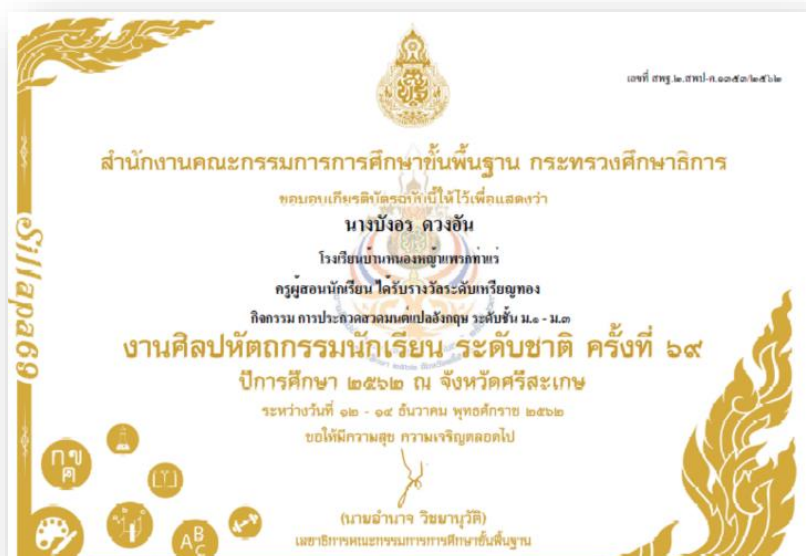 เลขที่ สพฐ.๒.สพป-ศ.๑๓๕๓/๒๕๖๒
สำนักงานคณะกรรมการการศึกษาขั้นพื้นฐาน กระทรวงศึกษาธิการ
ขอมอบเกียรติบัตรฉบับนี้ให้ไว้เพื่อแสดงว่า
นางบังอร ดวงอัน
โรงเรียนบ้านหนองหญ้าแพรกท่าแร่
ครูผู้สอนนักเรียน ได้รับรางวัลระดับเหรียญทอง
กิจกรรม การประกวดสวดมนต์แปลอังกฤษ ระดับชั้น ม.๑ - ม.๓
งานศิลปหัตถกรรมนักเรียน ระดับชาติ ครั้งที่ ๖๙
ปีการศึกษา ๒๕๖๒ ณ จังหวัดศรีสะเกษ
ระหว่างวันที่ ๑๒ - ๑๔ ธันวาคม พุทธศักราช ๒๕๖๒
ขอให้มีความสุข ความเจริญตลอดไป
(นายอำนาจ วิชยานุวัติ)
เลขาธิการคณะกรรมการการศึกษาขั้นพื้นฐาน
Sillapa69
กขค
ABC